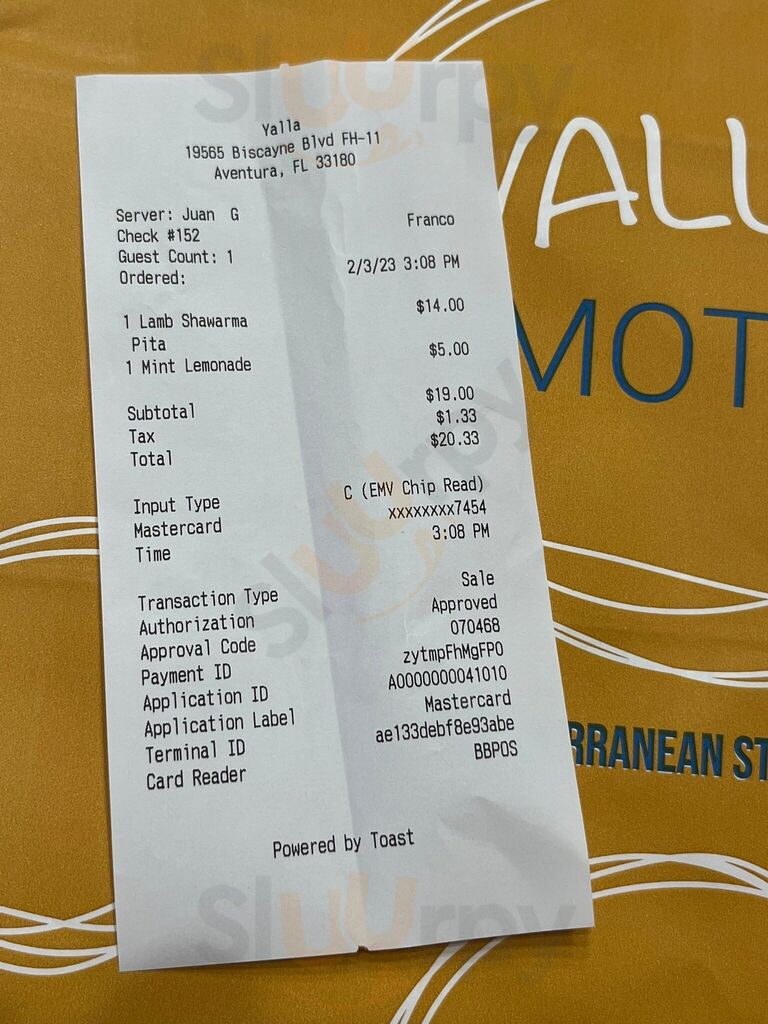 Yalla
19565 Biscayne Blvd FH-11
Aventura, FL 33180
Server: Juan G
Check #152 Franco
Guest Count: 1
Ordered: 2/3/23 3:08 PM
1 Lamb Shawarma $14.00
Pita
1 Mint Lemonade $5.00
Subtotal $19.00
Tax $1.33
Total $20.33
Input Type C (EMV Chip Read)
Mastercard xxxxxxxx7454
Time 3:08 PM
Transaction Type Sale
Authorization Approved
Approval Code 070468
Payment ID zytmpFhMgFPO
Application ID A0000000041010
Application Label Mastercard
Terminal ID ae133debf8e93abe
Card Reader BBPOS
Powered by Toast
YALL
MOT
RRANEAN ST
Sluurpy
Sluurpy
Sluurpy